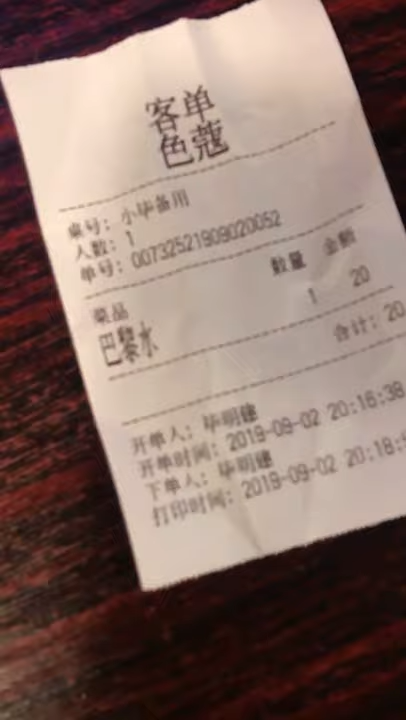 客单
色蔻
桌号: 小毕备用
人数: 1
单号: 00732521909020052
菜品 数量 金额
巴黎水 1 20
合计: 20
开单人: 毕明建
开单时间: 2019-09-02 20:16:38
下单人: 毕明建
打印时间: 2019-09-02 20:18: